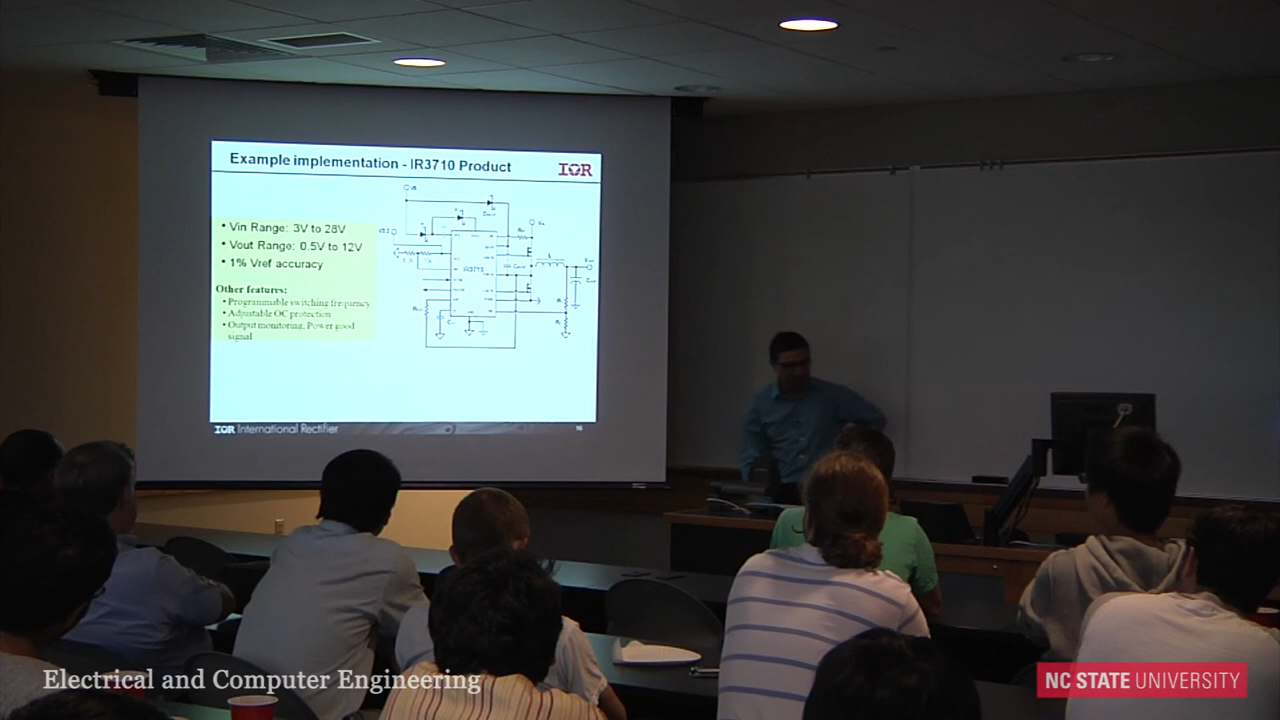 Example implementation - IR3710 Product
IOR
• Vin Range: 3V to 28V
• Vout Range: 0.5V to 12V
• 1% Vref accuracy
Other features:
• Programmable switching frequency
• Adjustable OC protection
• Output monitoring, Power good
signal
IR3710
IOR International Rectifier
16
Electrical and Computer Engineering
NC STATE UNIVERSITY